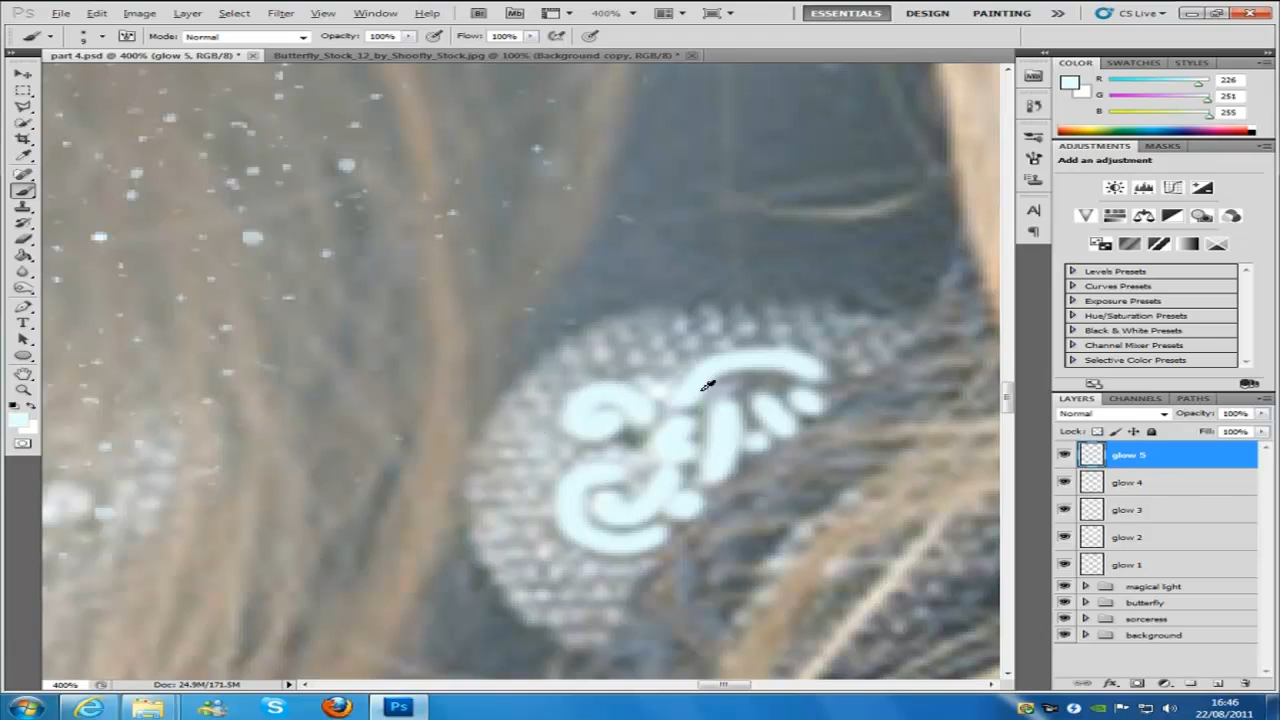 Ps File Edit Image Layer Select Filter View Window Help Br Mb 400% ESSENTIALS DESIGN PAINTING CS Live
9 Mode: Normal Opacity: 100% Flow: 100%
part 4.psd @ 400% (glow 5, RGB/8) * Butterfly_Stock_12_by_Shoofly_Stock.jpg @ 100% (Background copy, RGB/8#) *
COLOR SWATCHES STYLES
R 226
G 251
B 255
ADJUSTMENTS MASKS
Add an adjustment
Levels Presets
Curves Presets
Exposure Presets
Hue/Saturation Presets
Black & White Presets
Channel Mixer Presets
Selective Color Presets
LAYERS CHANNELS PATHS
Normal Opacity: 100%
Lock: Fill: 100%
glow 5
glow 4
glow 3
glow 2
glow 1
magical light
butterfly
sorceress
background
400% Doc: 24.9M/171.5M
16:46
22/08/2011